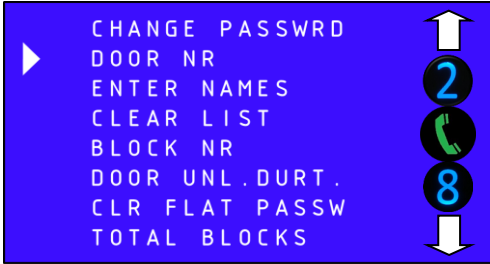 CHANGE PASSWRD
DOOR NR
ENTER NAMES
CLEAR LIST
BLOCK NR
DOOR UNL.DURT.
CLR FLAT PASSW
TOTAL BLOCKS
2
8